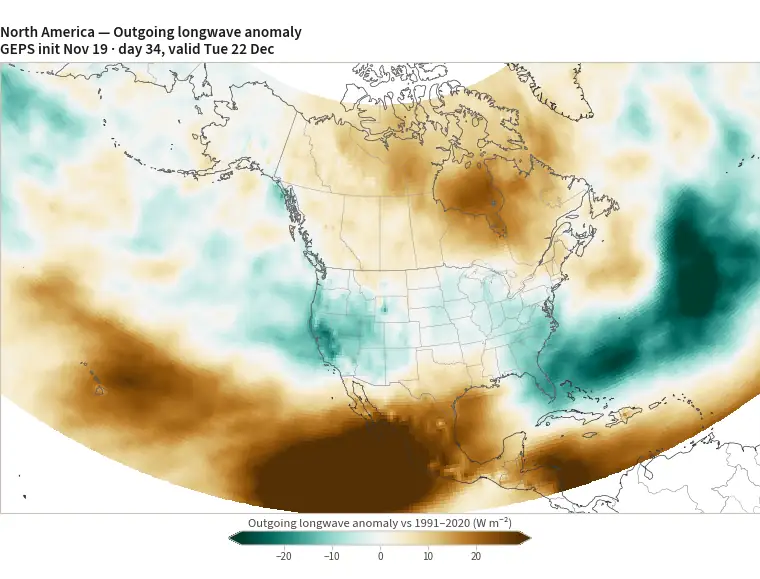 North America — Outgoing longwave anomaly
GEPS init Nov 19 · day 34, valid Tue 22 Dec
Outgoing longwave anomaly vs 1991–2020 (W m⁻²)
−20 −10 0 10 20